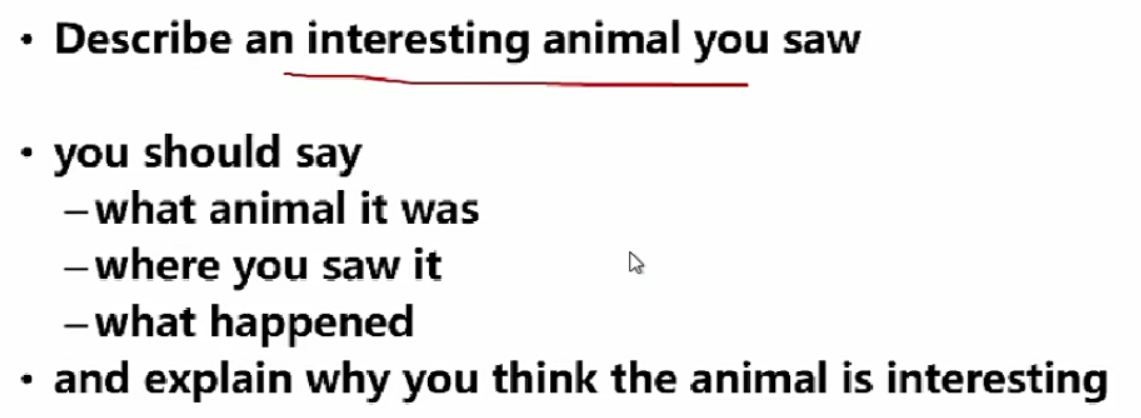 • Describe an interesting animal you saw
• you should say
–what animal it was
–where you saw it
–what happened
• and explain why you think the animal is interesting